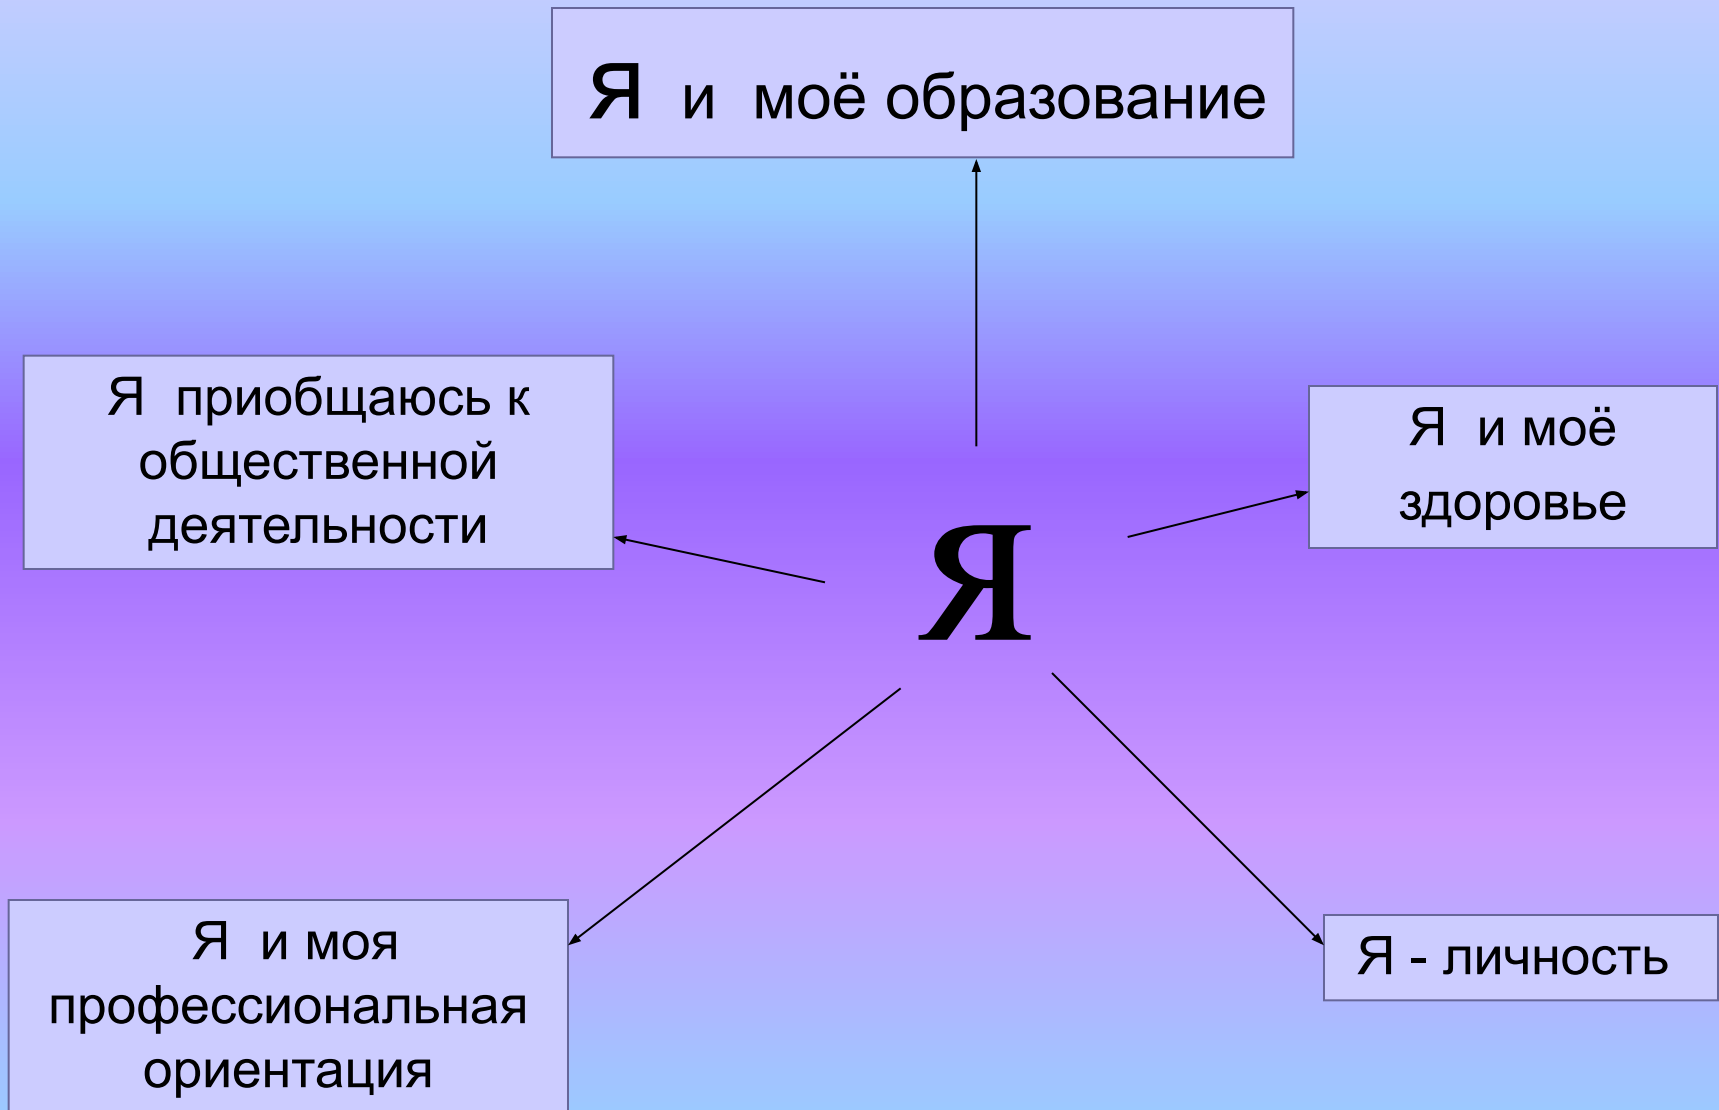 Я и моё образование
Я приобщаюсь к
общественной
деятельности
Я и моё
здоровье
Я
Я и моя
профессиональная
ориентация
Я - личность